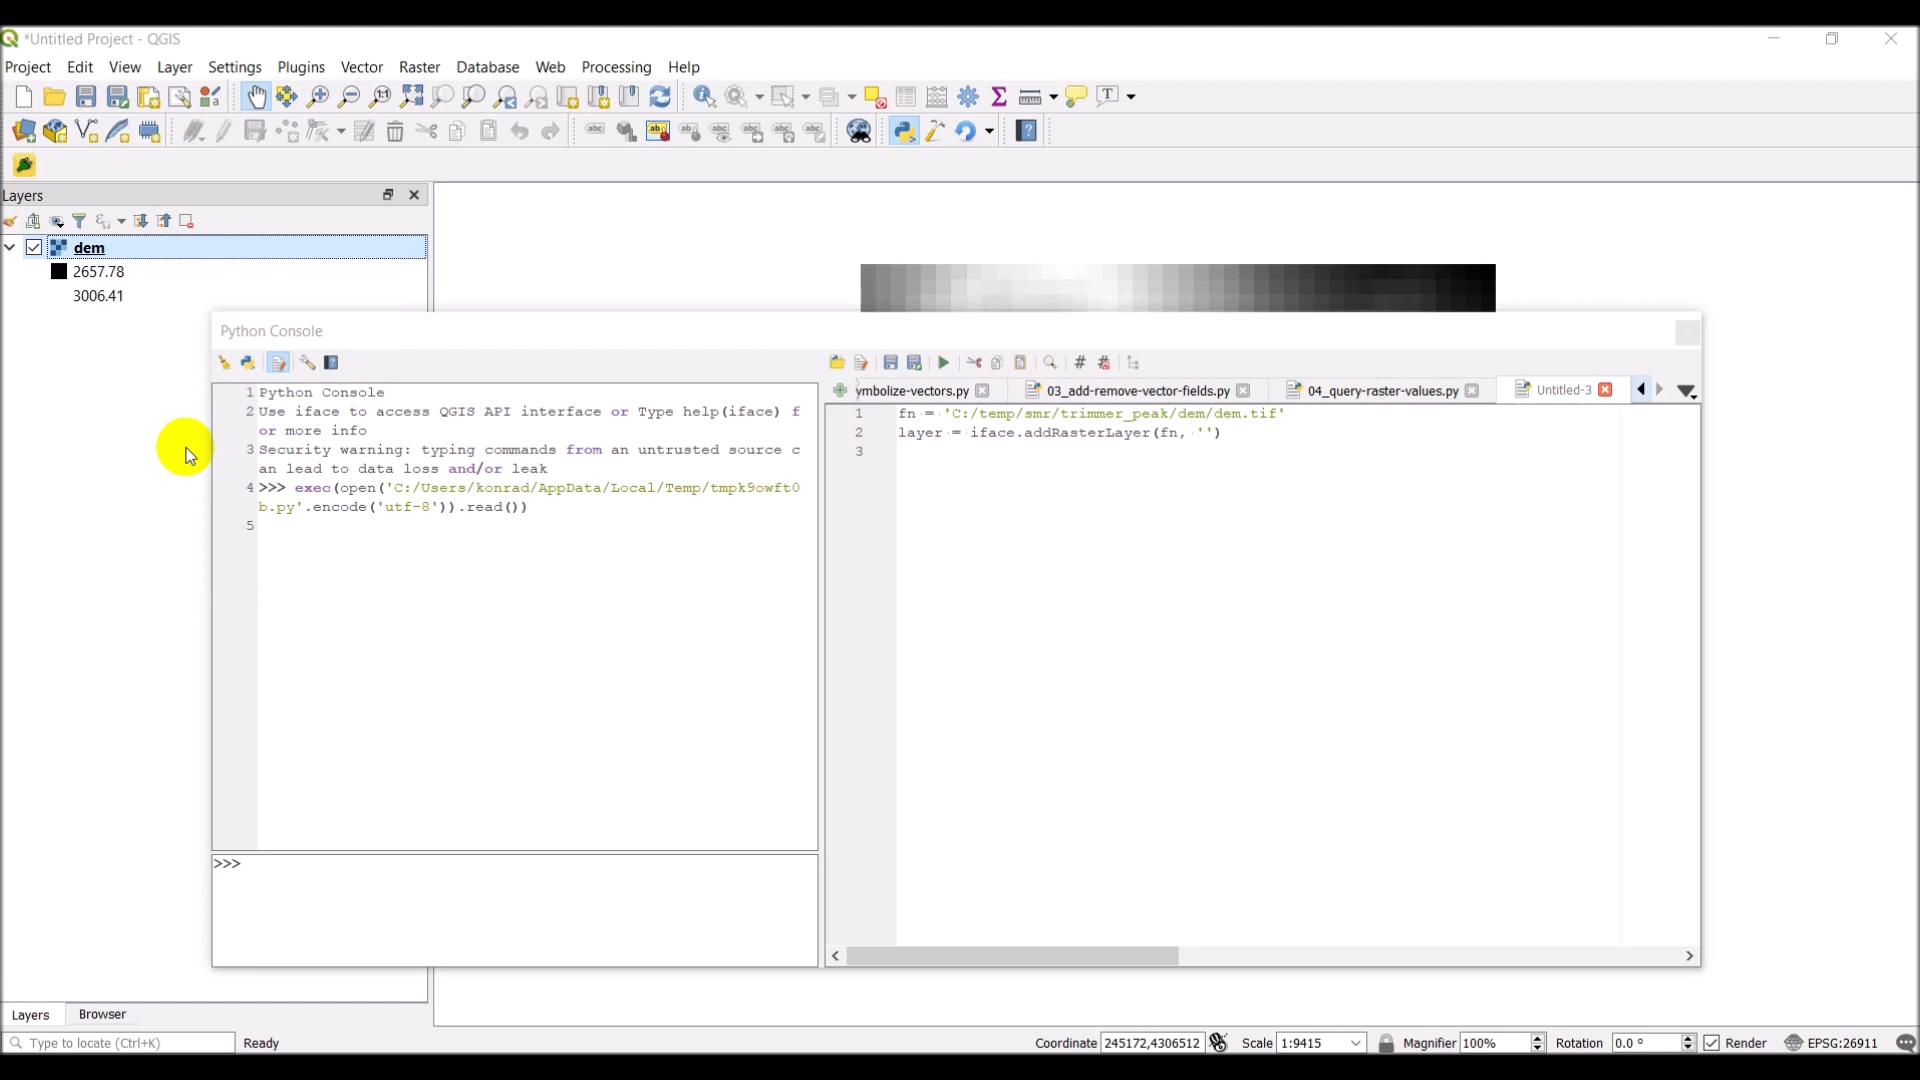 *Untitled Project - QGIS
Project Edit View Layer Settings Plugins Vector Raster Database Web Processing Help
Layers
dem
2657.78
3006.41
Python Console
1 Python Console
2 Use iface to access QGIS API interface or Type help(iface) f
or more info
3 Security warning: typing commands from an untrusted source c
an lead to data loss and/or leak
4 >>> exec(open('C:/Users/konrad/AppData/Local/Temp/tmpk9owft0
b.py'.encode('utf-8')).read())
5
>>>
ymbolize-vectors.py 03_add-remove-vector-fields.py 04_query-raster-values.py Untitled-3
1 fn = 'C:/temp/smr/trimmer_peak/dem/dem.tif'
2 layer = iface.addRasterLayer(fn, '')
3
Layers Browser
Type to locate (Ctrl+K) Ready Coordinate 245172,4306512 Scale 1:9415 Magnifier 100% Rotation 0.0 ° Render EPSG:26911